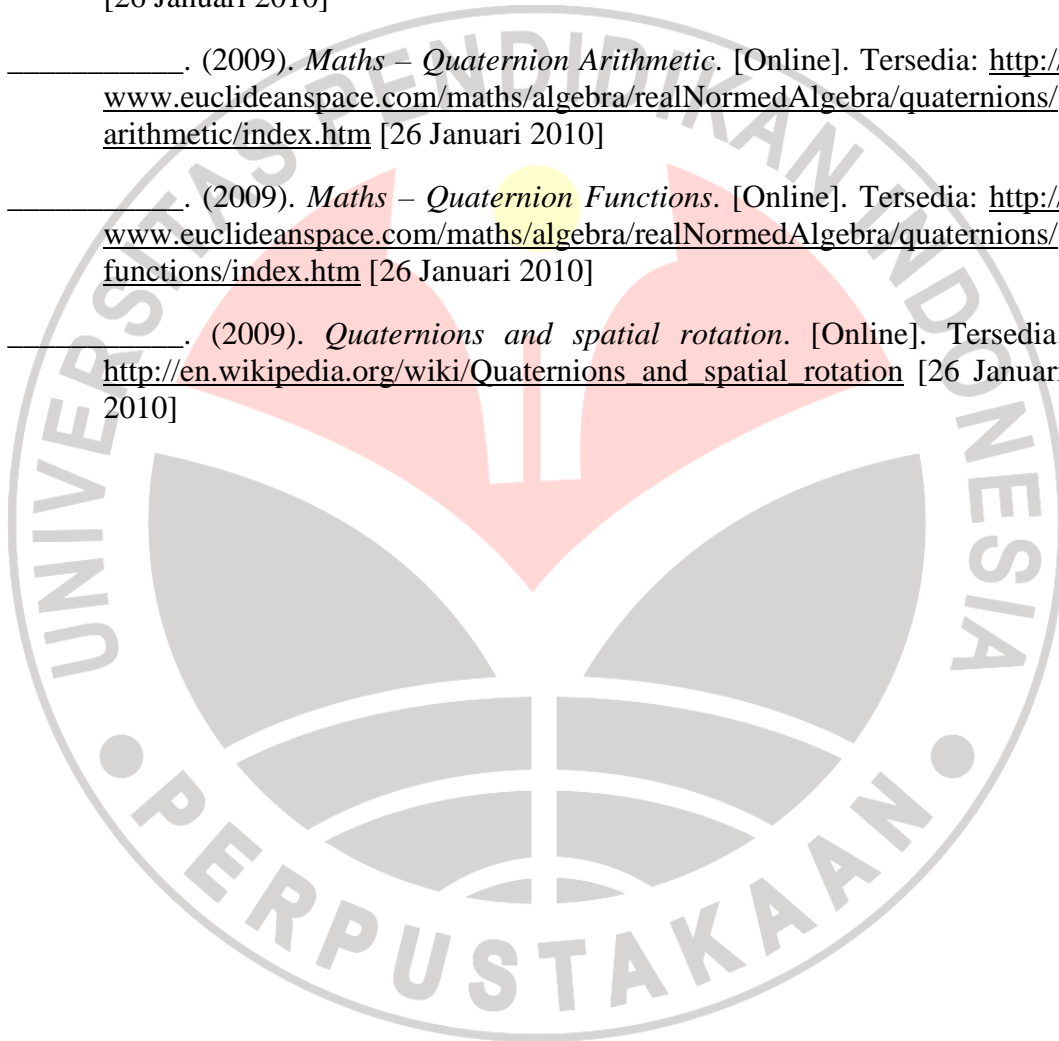 [26 Januari 2010]
___________. (2009). Maths – Quaternion Arithmetic. [Online]. Tersedia: http://
www.euclideanspace.com/maths/algebra/realNormedAlgebra/quaternions/
arithmetic/index.htm [26 Januari 2010]
___________. (2009). Maths – Quaternion Functions. [Online]. Tersedia: http://
www.euclideanspace.com/maths/algebra/realNormedAlgebra/quaternions/
functions/index.htm [26 Januari 2010]
___________. (2009). Quaternions and spatial rotation. [Online]. Tersedia:
http://en.wikipedia.org/wiki/Quaternions_and_spatial_rotation [26 Januari
2010]
UNIVERSITAS PENDIDIKAN INDONESIA
PERPUSTAKAAN